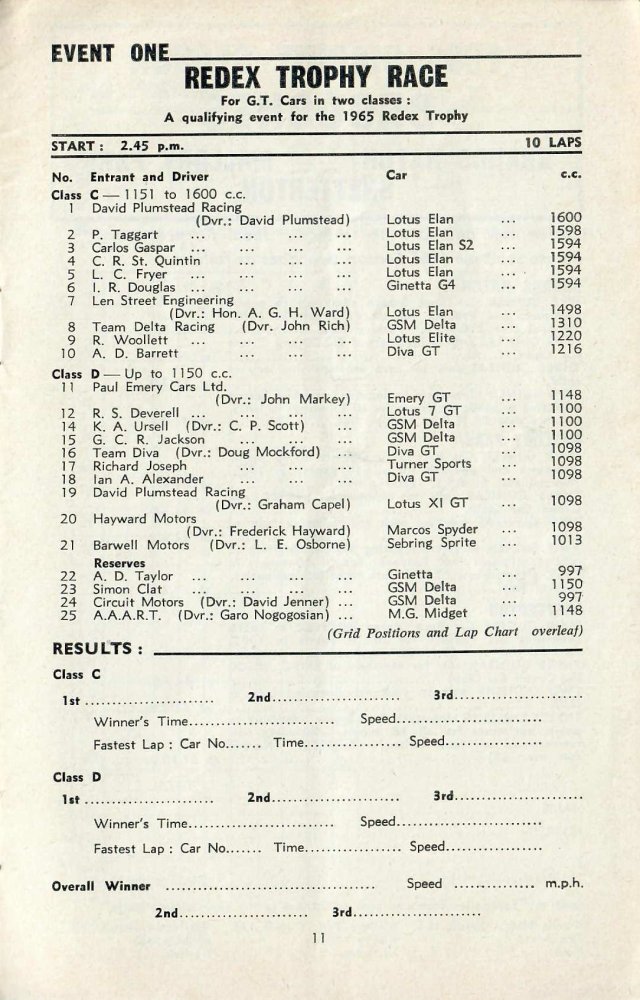 EVENT ONE
REDEX TROPHY RACE
For G.T. Cars in two classes :
A qualifying event for the 1965 Redex Trophy
START : 2.45 p.m. 10 LAPS
No. Entrant and Driver Car c.c.
Class C — 1151 to 1600 c.c.
1 David Plumstead Racing
(Dvr.: David Plumstead) Lotus Elan ... 1600
2 P. Taggart ... ... ... ... Lotus Elan ... 1598
3 Carlos Gaspar ... ... ... ... Lotus Elan S2 ... 1594
4 C. R. St. Quintin ... ... ... Lotus Elan ... 1594
5 L. C. Fryer ... ... ... ... Lotus Elan ... 1594
6 I. R. Douglas ... ... ... ... Ginetta G4 ... 1594
7 Len Street Engineering
(Dvr.: Hon. A. G. H. Ward) Lotus Elan ... 1498
8 Team Delta Racing (Dvr. John Rich) GSM Delta ... 1310
9 R. Woollett ... ... ... ... Lotus Elite ... 1220
10 A. D. Barrett ... ... ... Diva GT ... 1216
Class D — Up to 1150 c.c.
11 Paul Emery Cars Ltd.
(Dvr.: John Markey) Emery GT ... 1148
12 R. S. Deverell ... ... ... ... Lotus 7 GT ... 1100
14 K. A. Ursell (Dvr.: C. P. Scott) ... GSM Delta ... 1100
15 G. C. R. Jackson ... ... ... GSM Delta ... 1100
16 Team Diva (Dvr.: Doug Mockford) ... Diva GT ... 1098
17 Richard Joseph ... ... ... Turner Sports ... 1098
18 Ian A. Alexander ... ... ... Diva GT ... 1098
19 David Plumstead Racing
(Dvr.: Graham Capel) Lotus XI GT ... 1098
20 Hayward Motors
(Dvr.: Frederick Hayward) Marcos Spyder ... 1098
21 Barwell Motors (Dvr.: L. E. Osborne) Sebring Sprite ... 1013
Reserves
22 A. D. Taylor ... ... ... ... Ginetta ... 997
23 Simon Clat ... ... ... ... GSM Delta ... 1150
24 Circuit Motors (Dvr.: David Jenner) ... GSM Delta ... 997
25 A.A.A.R.T. (Dvr.: Garo Nogogosian) ... M.G. Midget ... 1148
(Grid Positions and Lap Chart overleaf)
RESULTS :
Class C
1st ........................ 2nd........................ 3rd........................
Winner's Time........................... Speed...........................
Fastest Lap : Car No....... Time.................. Speed..................
Class D
1st ........................ 2nd........................ 3rd........................
Winner's Time........................... Speed...........................
Fastest Lap : Car No....... Time.................. Speed..................
Overall Winner ....................................... Speed ............... m.p.h.
2nd........................ 3rd........................
11